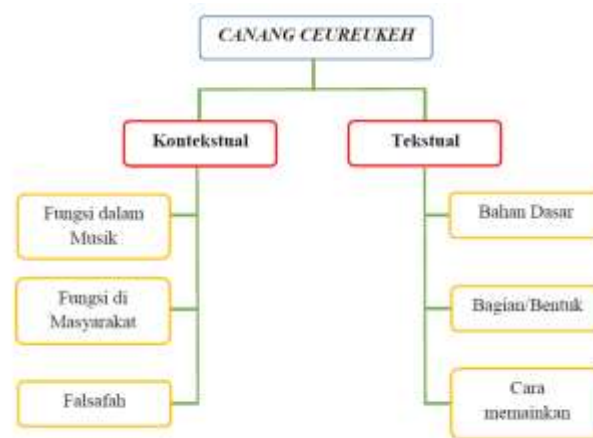 CANANG CEUREUKEH
Kontekstual
Tekstual
Fungsi dalam
Musik
Bahan Dasar
Fungsi di
Masyarakat
Bagian/Bentuk
Falsafah
Cara
memainkan